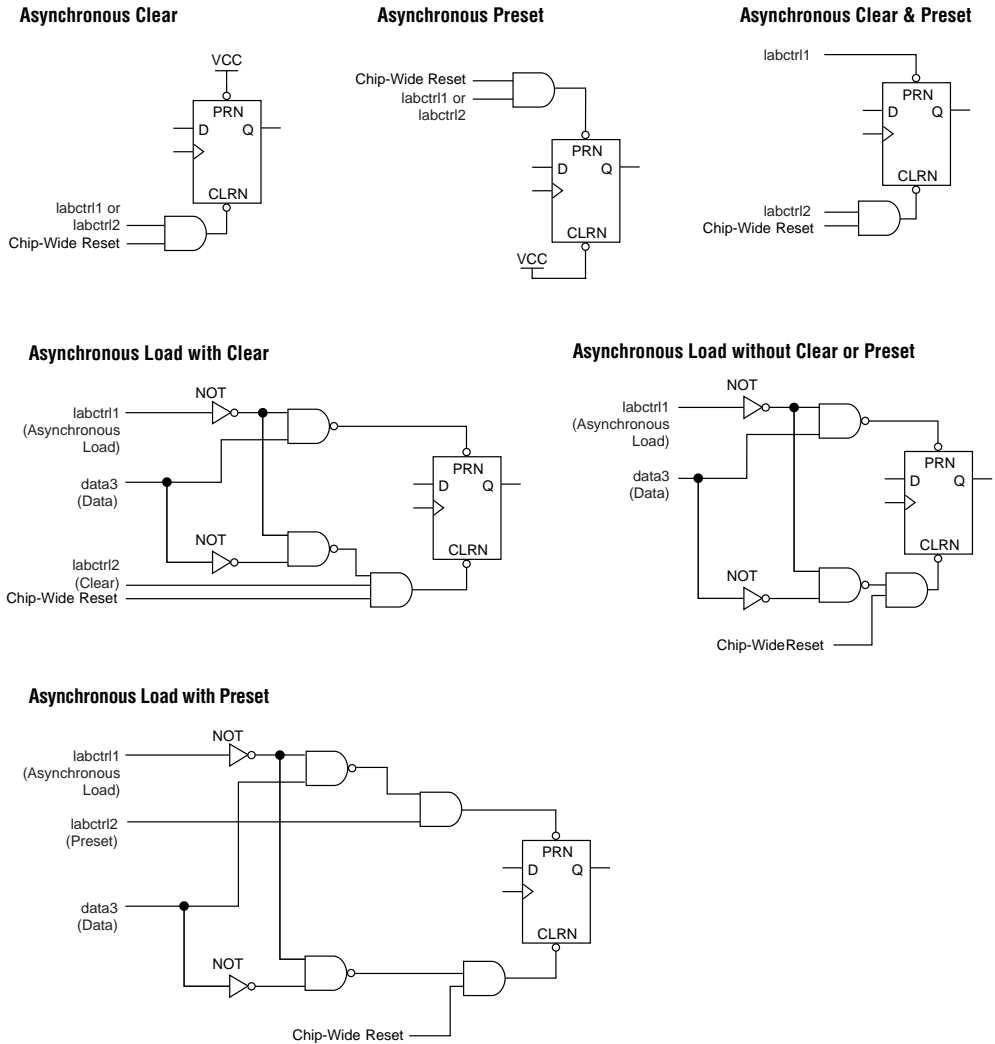 Asynchronous Clear
VCC
PRN
D Q
CLRN
labctrl1 or
labctrl2
Chip-Wide Reset
Asynchronous Preset
Chip-Wide Reset
labctrl1 or
labctrl2
PRN
D Q
CLRN
VCC
Asynchronous Clear & Preset
labctrl1
PRN
D Q
CLRN
labctrl2
Chip-Wide Reset
Asynchronous Load with Clear
NOT
labctrl1
(Asynchronous
Load)
PRN
D Q
data3
(Data)
NOT
CLRN
labctrl2
(Clear)
Chip-Wide Reset
Asynchronous Load without Clear or Preset
NOT
labctrl1
(Asynchronous
Load)
PRN
D Q
data3
(Data)
CLRN
NOT
Chip-WideReset
Asynchronous Load with Preset
NOT
labctrl1
(Asynchronous
Load)
labctrl2
(Preset)
PRN
D Q
data3
(Data)
CLRN
NOT
Chip-Wide Reset